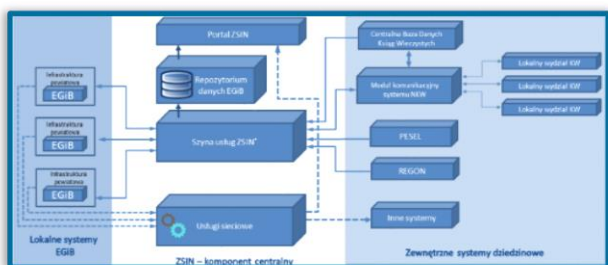 Portal ZSIN
Repozytorium
danych EGiB
Szyna usług ZSIN*
Usługi sieciowe
ZSIN – komponent centralny
Infrastruktura
powiatowa
EGiB
Infrastruktura
powiatowa
EGiB
Infrastruktura
powiatowa
EGiB
Lokalne systemy
EGiB
Centralna Baza Danych
Ksiąg Wieczystych
Moduł komunikacyjny
systemu NKW
PESEL
REGON
Inne systemy
Lokalny wydział KW
Lokalny wydział KW
Lokalny wydział KW
Zewnętrzne systemy dziedzinowe